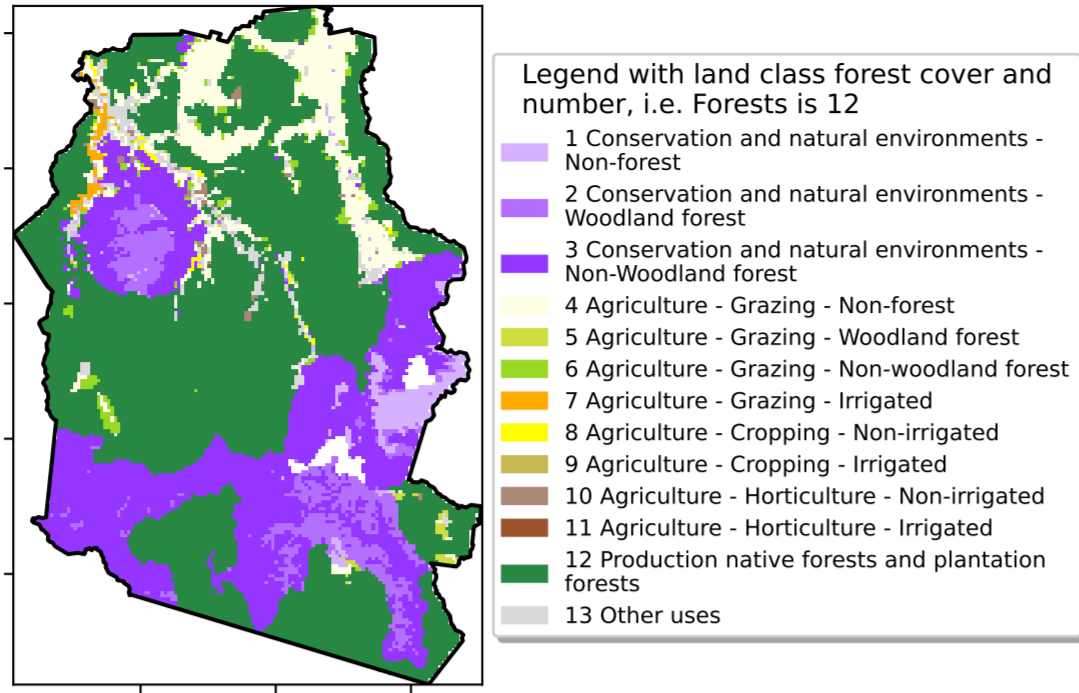 Legend with land class forest cover and
number, i.e. Forests is 12
1 Conservation and natural environments -
Non-forest
2 Conservation and natural environments -
Woodland forest
3 Conservation and natural environments -
Non-Woodland forest
4 Agriculture - Grazing - Non-forest
5 Agriculture - Grazing - Woodland forest
6 Agriculture - Grazing - Non-woodland forest
7 Agriculture - Grazing - Irrigated
8 Agriculture - Cropping - Non-irrigated
9 Agriculture - Cropping - Irrigated
10 Agriculture - Horticulture - Non-irrigated
11 Agriculture - Horticulture - Irrigated
12 Production native forests and plantation
forests
13 Other uses